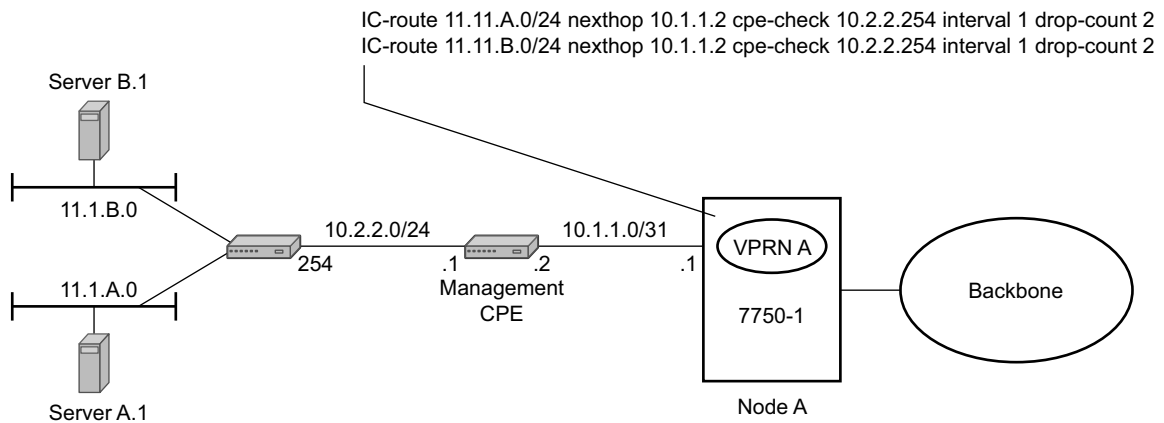 IC-route 11.11.A.0/24 nexthop 10.1.1.2 cpe-check 10.2.2.254 interval 1 drop-count 2
IC-route 11.11.B.0/24 nexthop 10.1.1.2 cpe-check 10.2.2.254 interval 1 drop-count 2
Server B.1
11.1.B.0
10.2.2.0/24
10.1.1.0/31
VPRN A
254
.1
.2
.1
Management
CPE
11.1.A.0
7750-1
Backbone
Server A.1
Node A